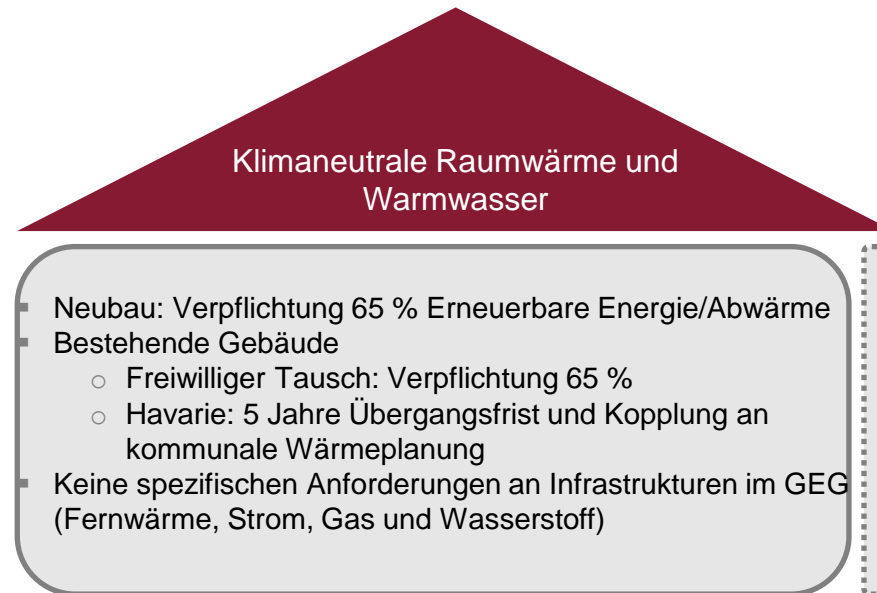 Klimaneutrale Raumwärme und
Warmwasser
▪ Neubau: Verpflichtung 65 % Erneuerbare Energie/Abwärme
▪ Bestehende Gebäude
○ Freiwilliger Tausch: Verpflichtung 65 %
○ Havarie: 5 Jahre Übergangsfrist und Kopplung an
kommunale Wärmeplanung
▪ Keine spezifischen Anforderungen an Infrastrukturen im GEG
(Fernwärme, Strom, Gas und Wasserstoff)